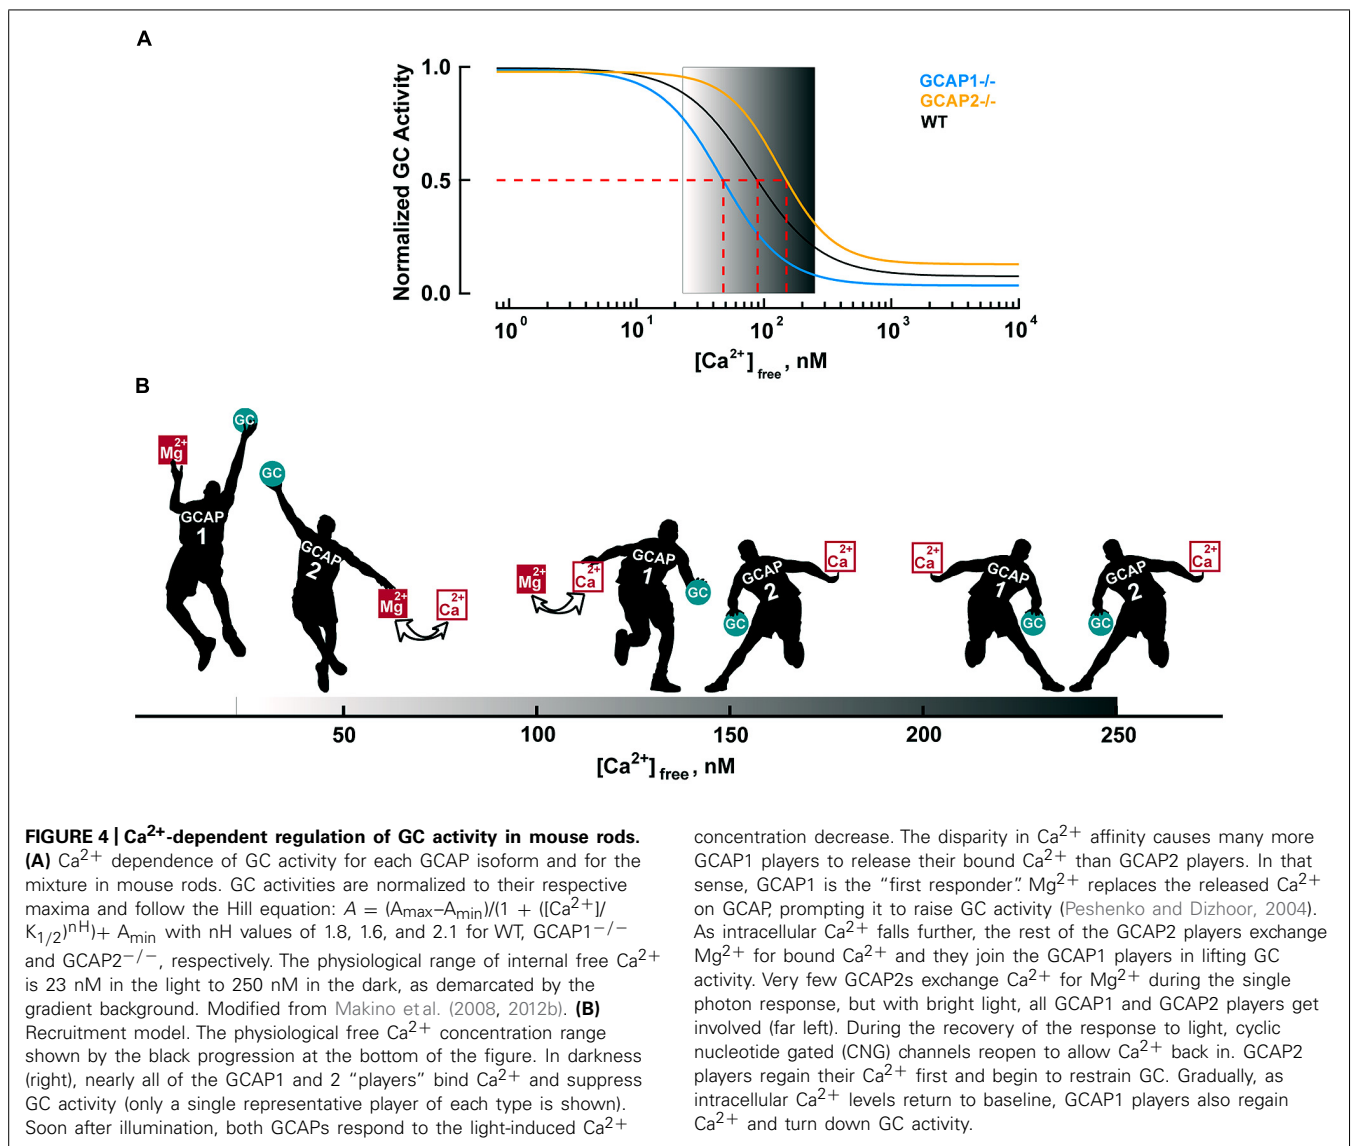 A
1.0
0.5
0.0
Normalized GC Activity
GCAP1-/-
GCAP2-/-
WT
10⁰ 10¹ 10² 10³ 10⁴
[Ca²⁺] free , nM
B
GC
Mg²⁺
GCAP
1
GC
GCAP
2
Mg²⁺
Ca²⁺
Mg²⁺
Ca²⁺
GCAP
1
GC
GCAP
2
GC
Ca²⁺
Ca²⁺
GCAP
1
GC
GCAP
2
GC
Ca²⁺
50 100 150 200 250
[Ca²⁺] free , nM
FIGURE 4 | Ca²⁺-dependent regulation of GC activity in mouse rods.
(A) Ca²⁺ dependence of GC activity for each GCAP isoform and for the
mixture in mouse rods. GC activities are normalized to their respective
maxima and follow the Hill equation: A = (Amax–Amin)/(1 + ([Ca²⁺]/
K1/2)ⁿᴴ)+ Amin with nH values of 1.8, 1.6, and 2.1 for WT, GCAP1⁻/⁻
and GCAP2⁻/⁻, respectively. The physiological range of internal free Ca²⁺
is 23 nM in the light to 250 nM in the dark, as demarcated by the
gradient background. Modified from Makino et al. (2008, 2012b). (B)
Recruitment model. The physiological free Ca²⁺ concentration range
shown by the black progression at the bottom of the figure. In darkness
(right), nearly all of the GCAP1 and 2 “players” bind Ca²⁺ and suppress
GC activity (only a single representative player of each type is shown).
Soon after illumination, both GCAPs respond to the light-induced Ca²⁺
concentration decrease. The disparity in Ca²⁺ affinity causes many more
GCAP1 players to release their bound Ca²⁺ than GCAP2 players. In that
sense, GCAP1 is the “first responder”. Mg²⁺ replaces the released Ca²⁺
on GCAP, prompting it to raise GC activity (Peshenko and Dizhoor, 2004).
As intracellular Ca²⁺ falls further, the rest of the GCAP2 players exchange
Mg²⁺ for bound Ca²⁺ and they join the GCAP1 players in lifting GC
activity. Very few GCAP2s exchange Ca²⁺ for Mg²⁺ during the single
photon response, but with bright light, all GCAP1 and GCAP2 players get
involved (far left). During the recovery of the response to light, cyclic
nucleotide gated (CNG) channels reopen to allow Ca²⁺ back in. GCAP2
players regain their Ca²⁺ first and begin to restrain GC. Gradually, as
intracellular Ca²⁺ levels return to baseline, GCAP1 players also regain
Ca²⁺ and turn down GC activity.